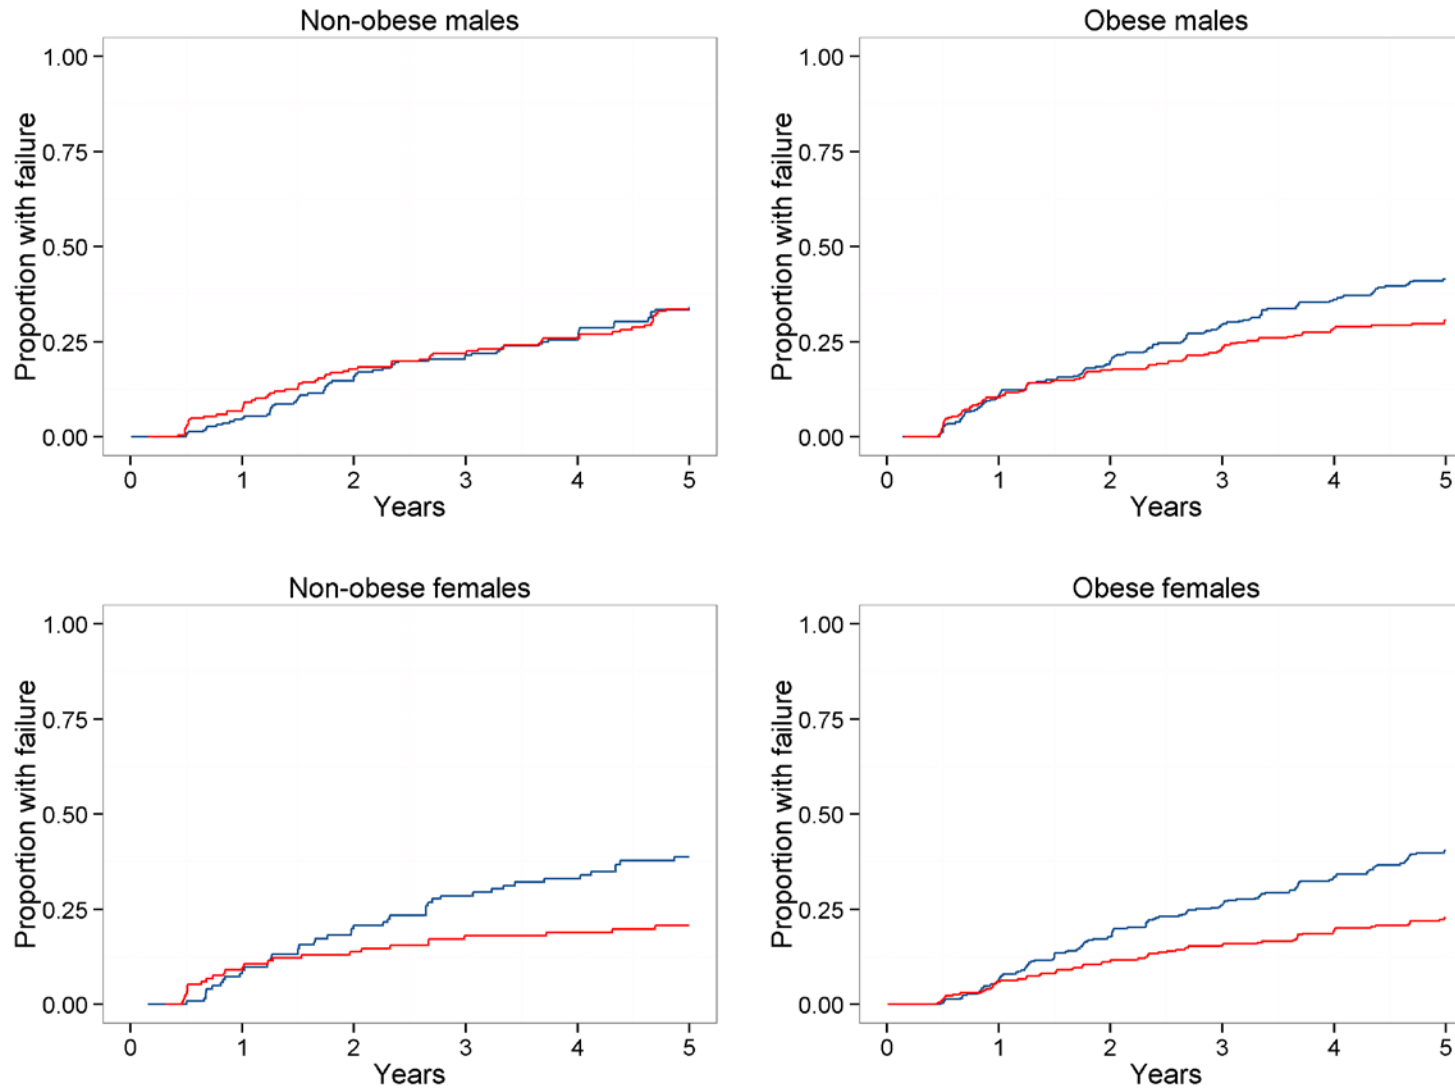 Non-obese males
1.00
0.75
0.50
0.25
0.00
Proportion with failure
0 1 2 3 4 5
Years
Obese males
1.00
0.75
0.50
0.25
0.00
Proportion with failure
0 1 2 3 4 5
Years
Non-obese females
1.00
0.75
0.50
0.25
0.00
Proportion with failure
0 1 2 3 4 5
Years
Obese females
1.00
0.75
0.50
0.25
0.00
Proportion with failure
0 1 2 3 4 5
Years